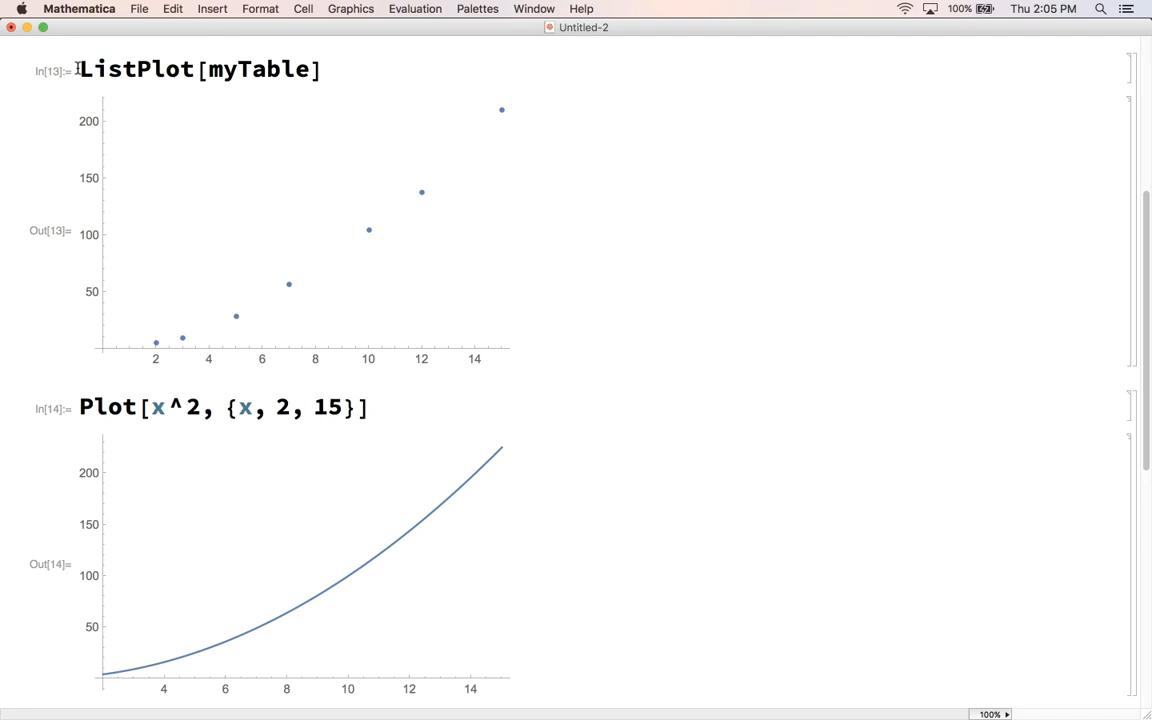 Mathematica File Edit Insert Format Cell Graphics Evaluation Palettes Window Help 100% Thu 2:05 PM
Untitled-2
In[13]:= ListPlot[myTable]
200
150
Out[13]= 100
50
2 4 6 8 10 12 14
In[14]:= Plot[x^2, {x, 2, 15}]
200
150
Out[14]= 100
50
4 6 8 10 12 14
100%